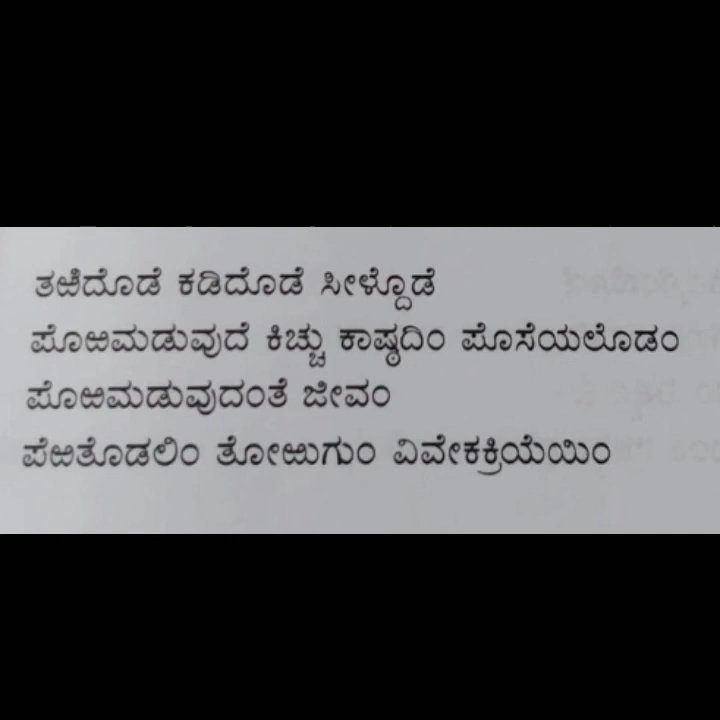 ತಱಿದೊಡೆ ಕಡಿದೊಡೆ ಸೀಳ್ದೊಡೆ
ಪೊಱಮಡುವುದೆ ಕಿಚ್ಚು ಕಾಷ್ಠದಿಂ ಪೊಸೆಯಲೊಡಂ
ಪೊಱಮಡುವುದಂತೆ ಜೀವಂ
ಪೆಱತೊಡಲಿಂ ತೋಱುಗುಂ ವಿವೇಕಕ್ರಿಯೆಯಿಂ